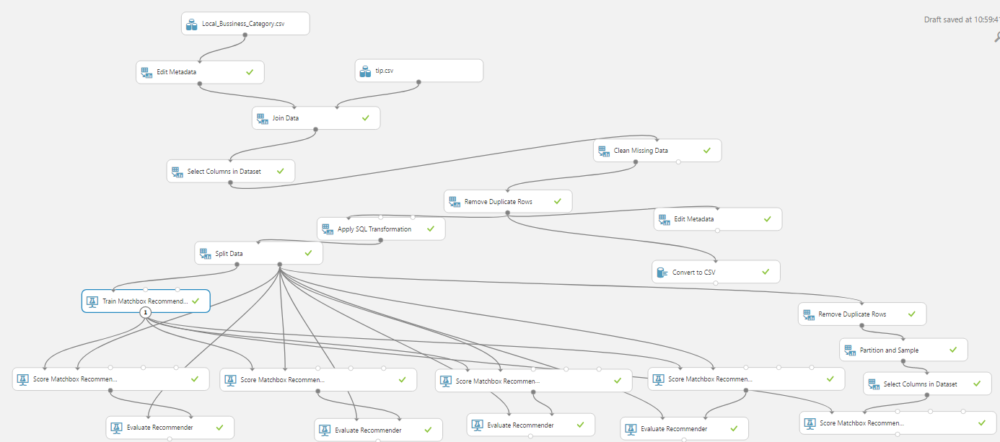 Local_Bussiness_Category.csv
Draft saved at 10:59:41
Edit Metadata
tip.csv
Join Data
Clean Missing Data
Select Columns in Dataset
Remove Duplicate Rows
Edit Metadata
Apply SQL Transformation
Split Data
Convert to CSV
Train Matchbox Recommend...
1
Remove Duplicate Rows
Partition and Sample
Score Matchbox Recommen...
Score Matchbox Recommen...
Score Matchbox Recommen...
Score Matchbox Recommen...
Select Columns in Dataset
Evaluate Recommender
Evaluate Recommender
Evaluate Recommender
Evaluate Recommender
Score Matchbox Recommen...